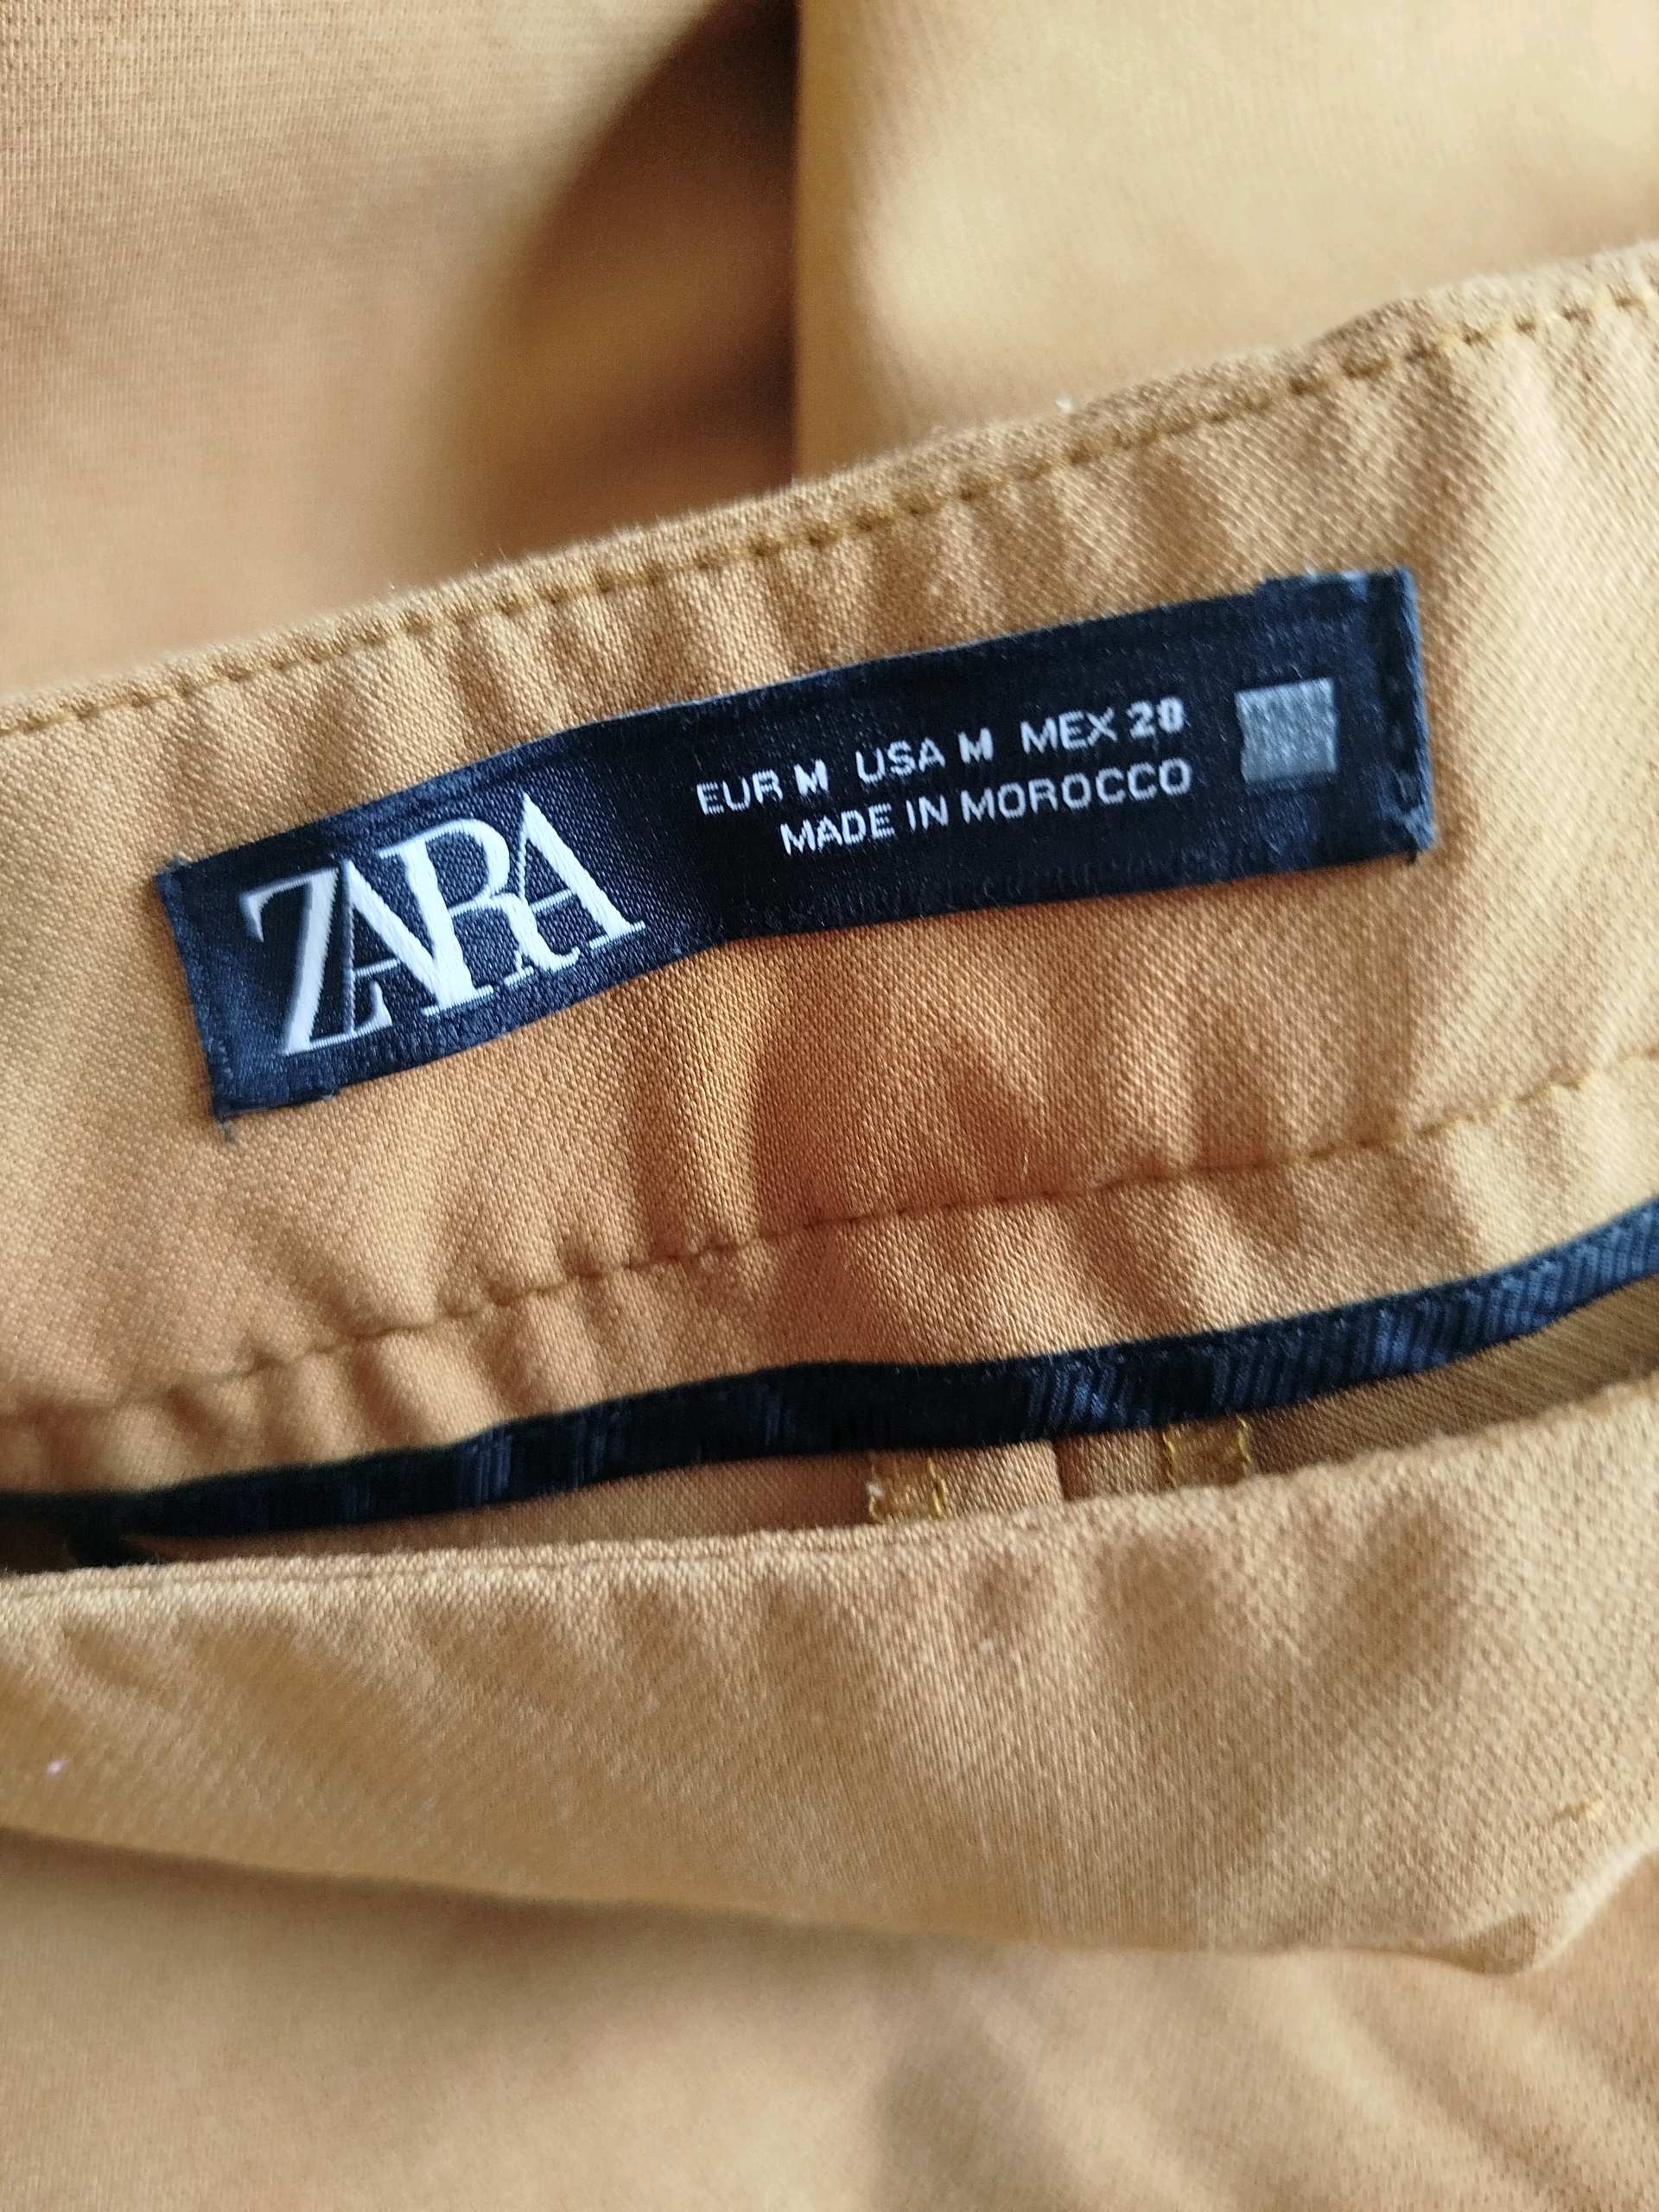 ZARA
EUR M USA M MEX 28
MADE IN MOROCCO